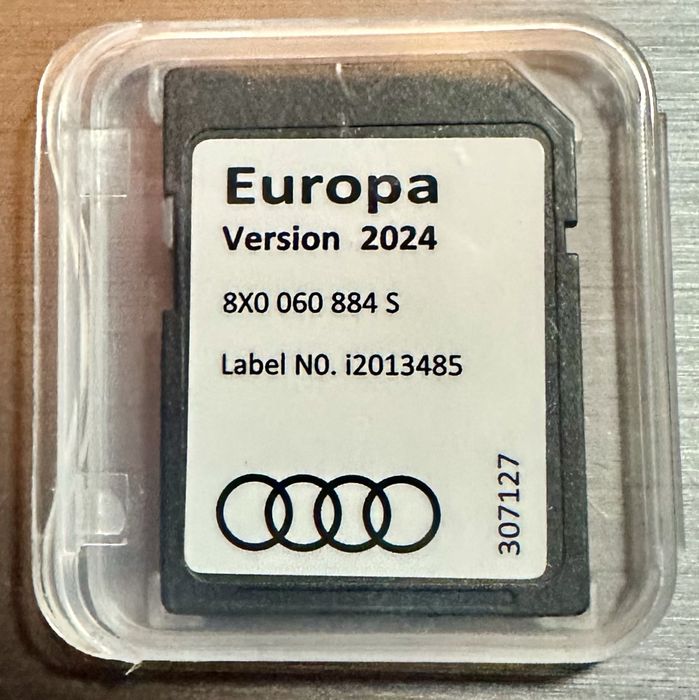 Europa
Version 2024
8X0 060 884 S
Label N0. i2013485
307127